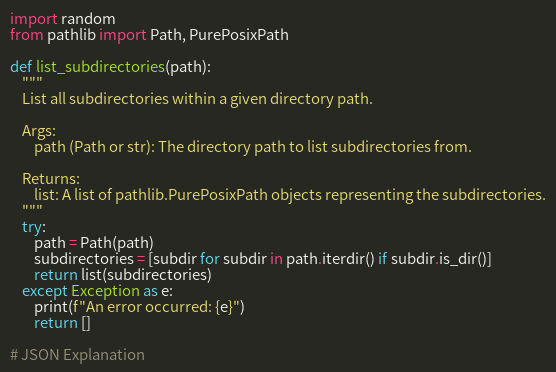 import random
from pathlib import Path, PurePosixPath
def list_subdirectories(path):
"""
List all subdirectories within a given directory path.
Args:
path (Path or str): The directory path to list subdirectories from.
Returns:
list: A list of pathlib.PurePosixPath objects representing the subdirectories.
"""
try:
path = Path(path)
subdirectories = [subdir for subdir in path.iterdir() if subdir.is_dir()]
return list(subdirectories)
except Exception as e:
print(f"An error occurred: {e}")
return []
# JSON Explanation